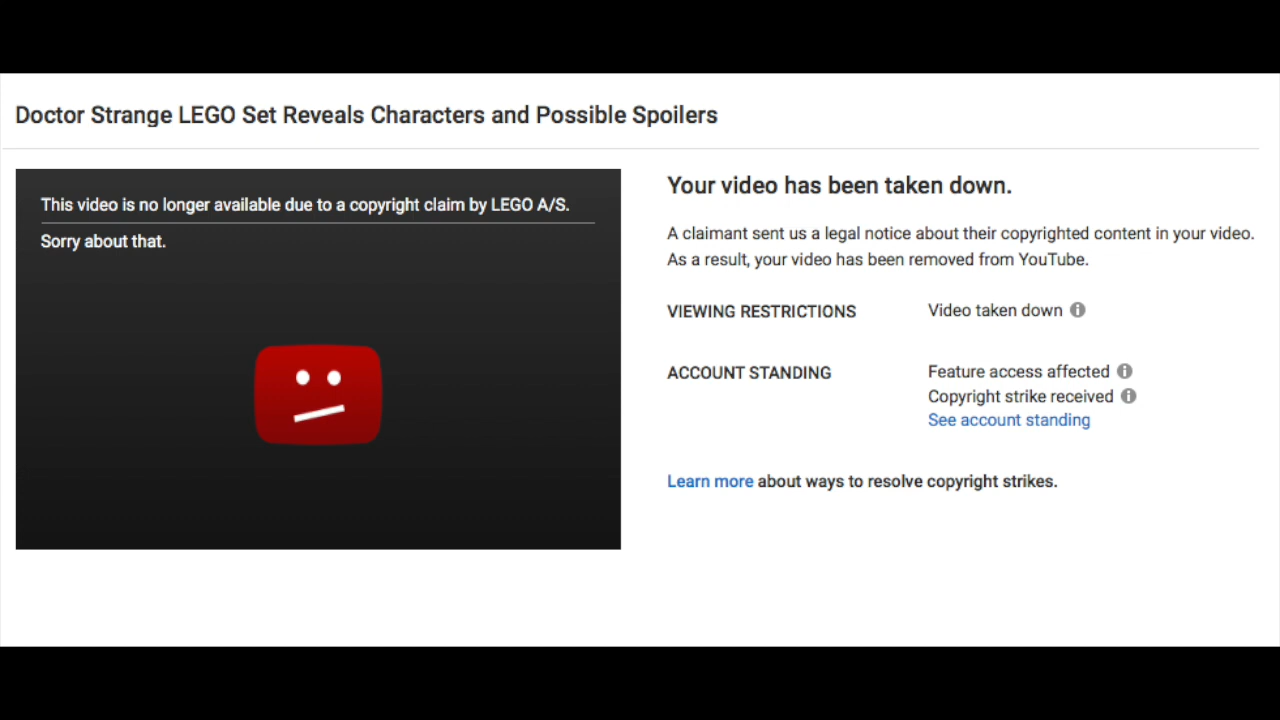 Doctor Strange LEGO Set Reveals Characters and Possible Spoilers
This video is no longer available due to a copyright claim by LEGO A/S.
Sorry about that.
Your video has been taken down.
A claimant sent us a legal notice about their copyrighted content in your video.
As a result, your video has been removed from YouTube.
VIEWING RESTRICTIONS Video taken down
ACCOUNT STANDING Feature access affected
Copyright strike received
See account standing
Learn more about ways to resolve copyright strikes.